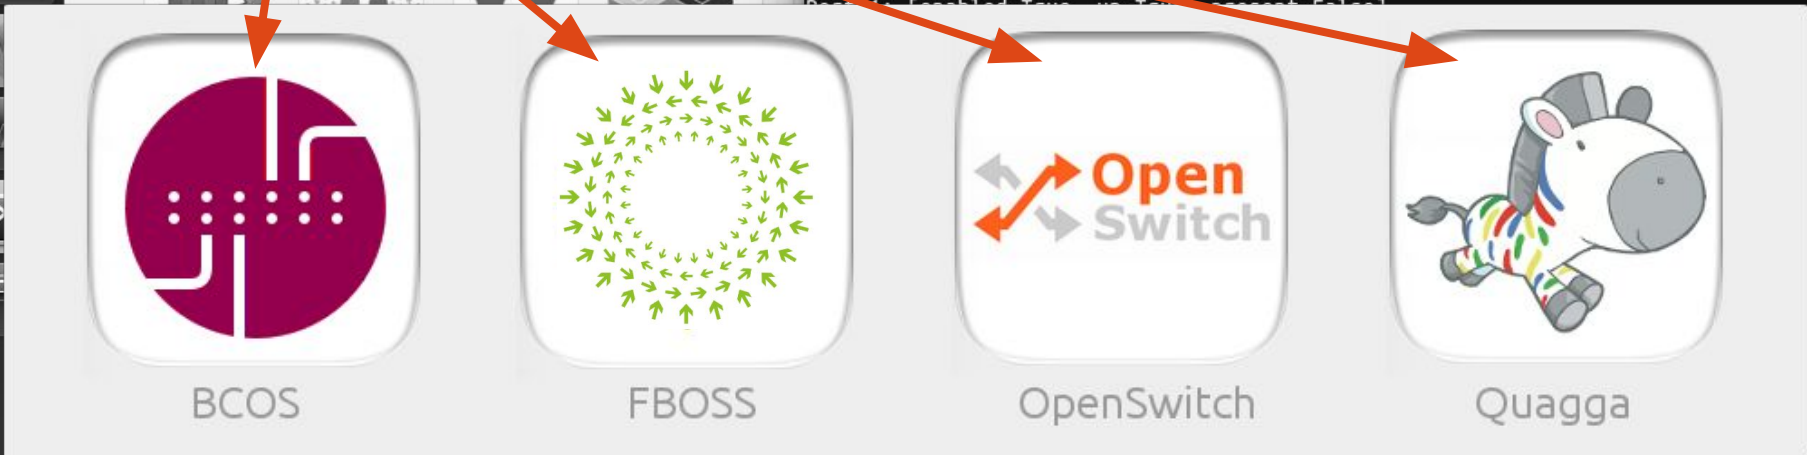 Open
Switch
BCOS
FBOSS
OpenSwitch
Quagga